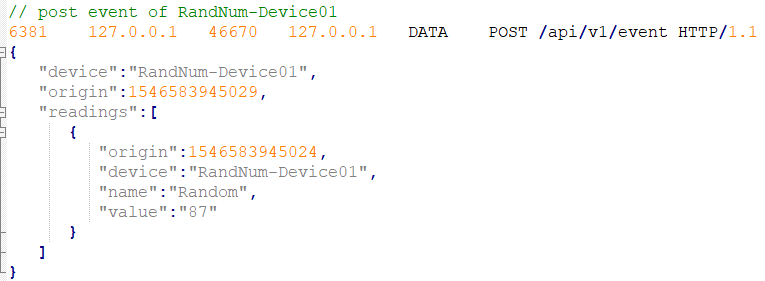 // post event of RandNum-Device01
6381    127.0.0.1   46670   127.0.0.1   DATA    POST /api/v1/event HTTP/1.1
{
   "device":"RandNum-Device01",
   "origin":1546583945029,
   "readings":[
      {
         "origin":1546583945024,
         "device":"RandNum-Device01",
         "name":"Random",
         "value":"87"
      }
   ]
}